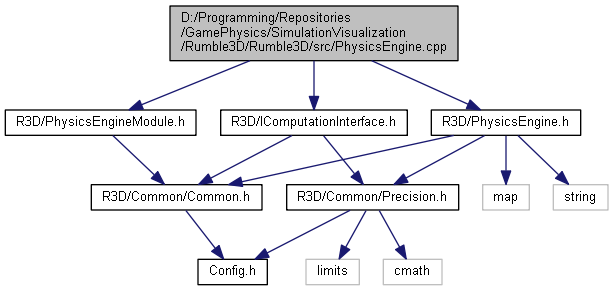 D:/Programming/Repositories
/GamePhysics/SimulationVisualization
/Rumble3D/Rumble3D/src/PhysicsEngine.cpp
R3D/PhysicsEngineModule.h
R3D/IComputationInterface.h
R3D/PhysicsEngine.h
R3D/Common/Common.h
R3D/Common/Precision.h
map
string
Config.h
limits
cmath